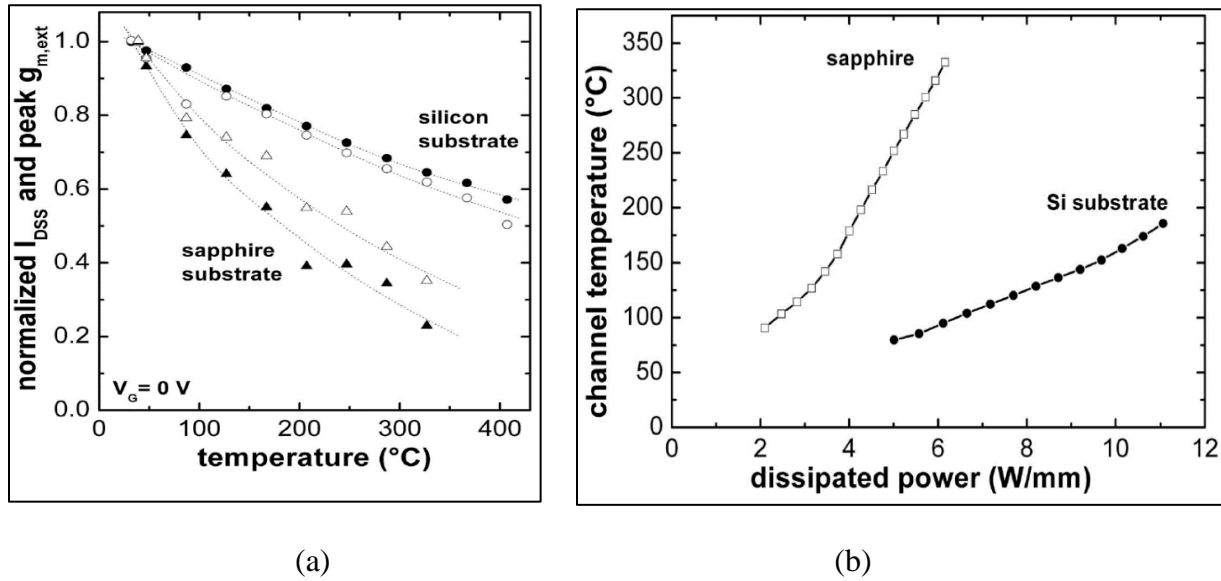 normalized I_DSS and peak g_m,ext
1.0
0.8
0.6
0.4
0.2
0.0
silicon
substrate
sapphire
substrate
V_G= 0 V
0
100
200
300
400
temperature (°C)
channel temperature (°C)
350
300
250
200
150
100
50
0
sapphire
Si substrate
0
2
4
6
8
10
12
dissipated power (W/mm)
(a)
(b)